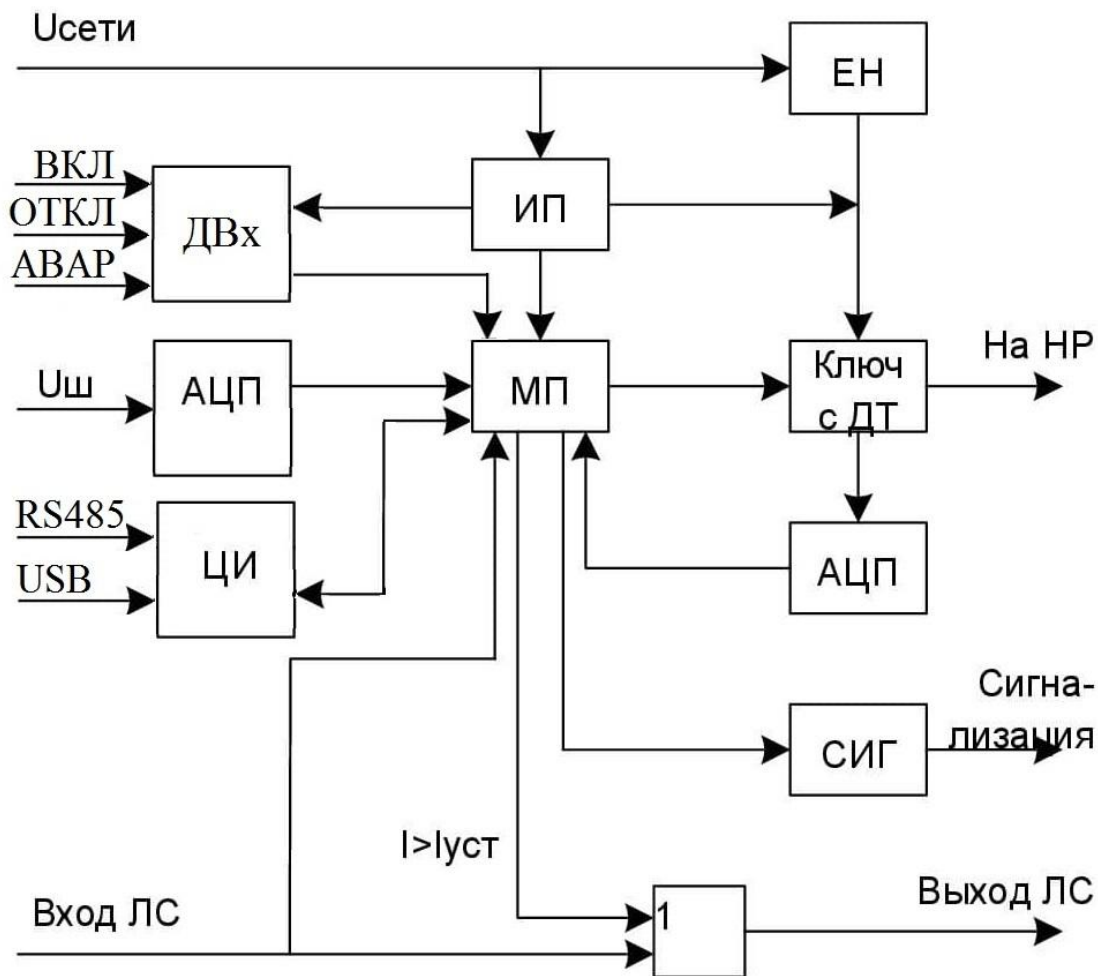 Uсети
ЕН
ВКЛ
ОТКЛ
АВАР
ДВх
ИП
Uш
АЦП
МП
Ключ
с ДТ
На НР
RS485
USB
ЦИ
АЦП
Сигна-
лизация
СИГ
I>Iуст
Вход ЛС
1
Выход ЛС